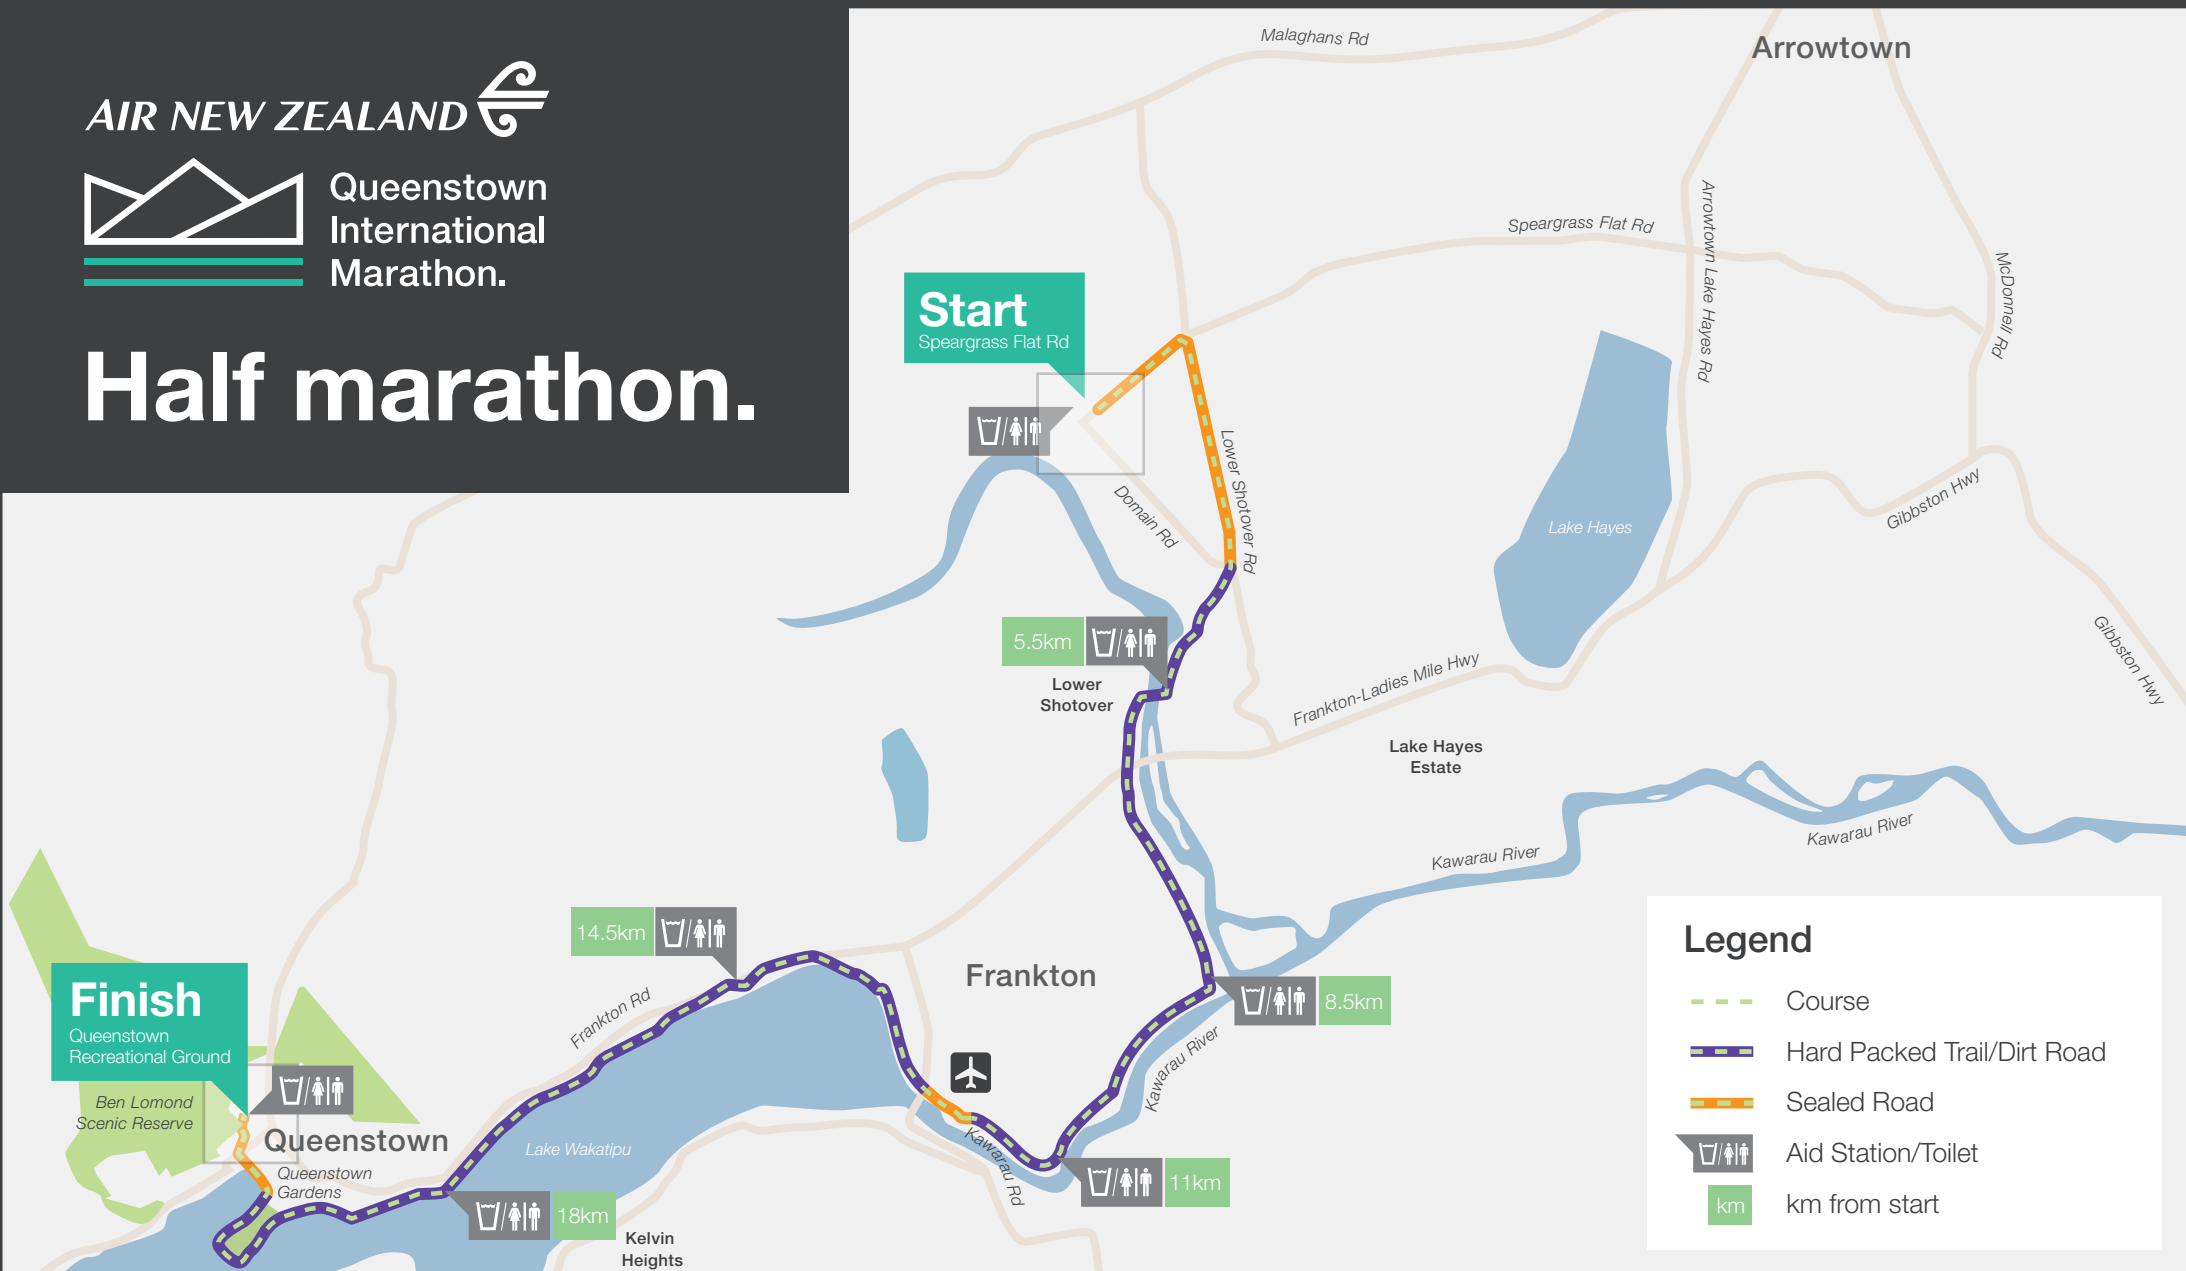 AIR NEW ZEALAND
Queenstown
International
Marathon.
Half marathon.
Malaghans Rd
Arrowtown
Speargrass Flat Rd
Arrowtown Lake Hayes Rd
McDonnell Rd
Start
Speargrass Flat Rd
Lower Shotover Rd
Domain Rd
Gibbston Hwy
Lake Hayes
Gibbston Hwy
5.5km
Lower
Shotover
Frankton-Ladies Mile Hwy
Lake Hayes
Estate
Kawarau River
Kawarau River
14.5km
Frankton
8.5km
Frankton Rd
Kawarau River
Finish
Queenstown
Recreational Ground
Ben Lomond
Scenic Reserve
Queenstown
Queenstown
Gardens
Lake Wakatipu
Kawarau Rd
11km
18km
Kelvin
Heights
Legend
Course
Hard Packed Trail/Dirt Road
Sealed Road
Aid Station/Toilet
km
km from start